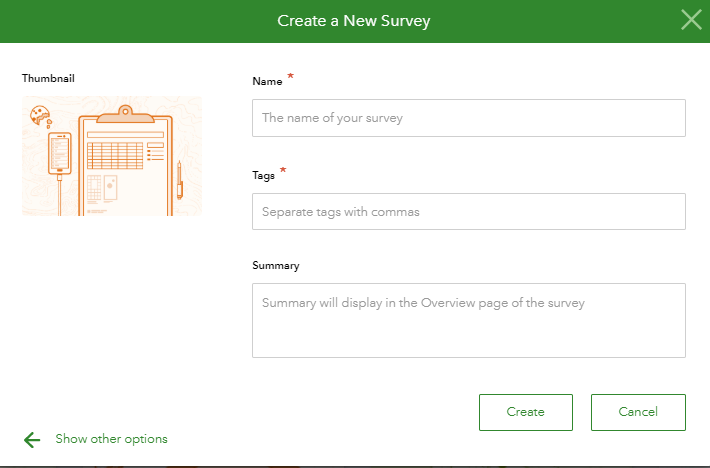 Create a New Survey
Thumbnail
Name *
The name of your survey
Tags *
Separate tags with commas
Summary
Summary will display in the Overview page of the survey
Create
Cancel
Show other options